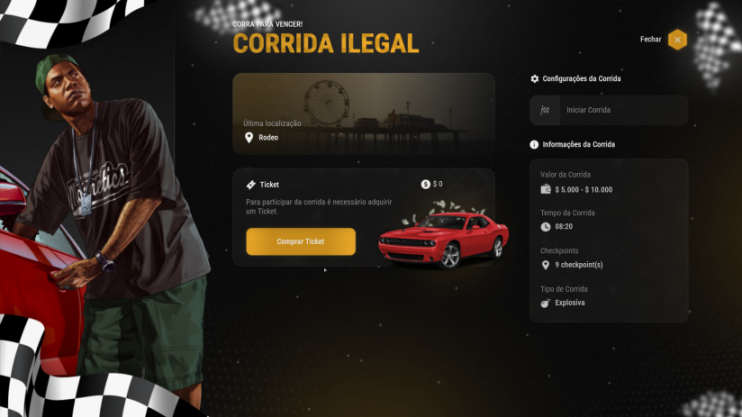 CORRA PARA VENCER!
CORRIDA ILEGAL
Fechar
Última localização
Rodeo
Ticket
$ 0
Para participar da corrida é necessário adquirir
um Ticket.
Comprar Ticket
Configurações da Corrida
Iniciar Corrida
Informações da Corrida
Valor da Corrida
$ 5.000 - $ 10.000
Tempo da Corrida
08:20
Checkpoints
9 checkpoint(s)
Tipo de Corrida
Explosiva